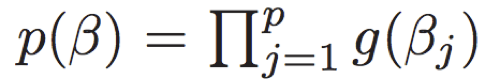 p(β) = ∏_{j=1}^{p} g(β_j)